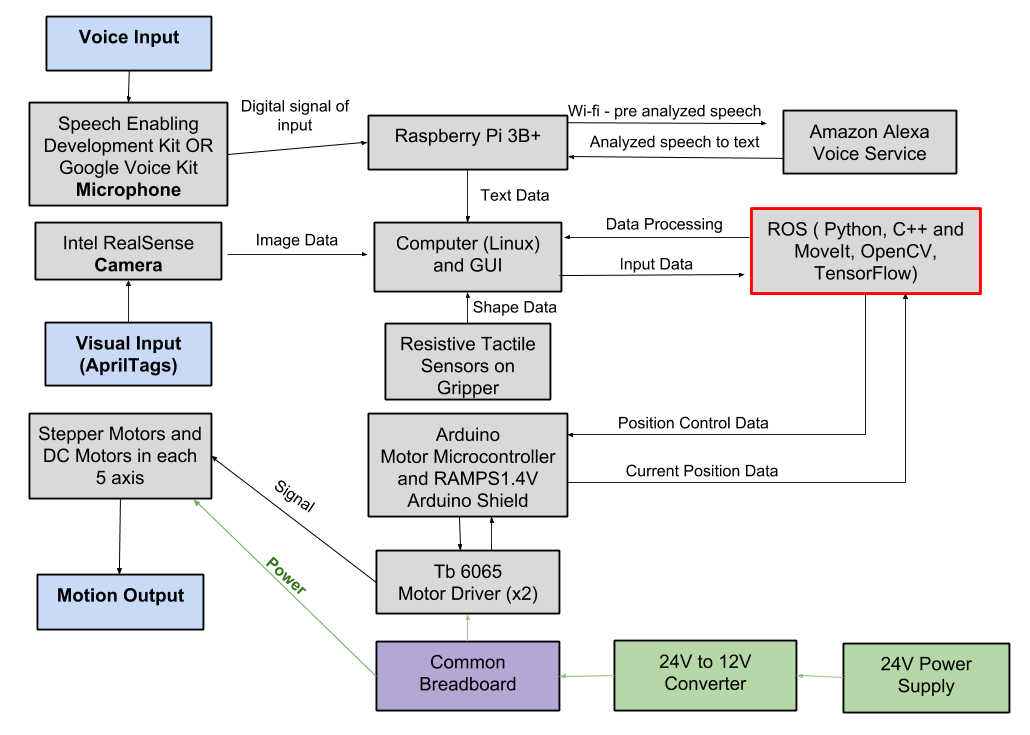 Voice Input
Speech Enabling
Development Kit OR
Google Voice Kit
Microphone
Digital signal of
input
Raspberry Pi 3B+
Wi-fi - pre analyzed speech
Analyzed speech to text
Amazon Alexa
Voice Service
Text Data
Intel RealSense
Camera
Image Data
Computer (Linux)
and GUI
Data Processing
Input Data
ROS ( Python, C++ and
MoveIt, OpenCV,
TensorFlow)
Shape Data
Visual Input
(AprilTags)
Resistive Tactile
Sensors on
Gripper
Stepper Motors and
DC Motors in each
5 axis
Arduino
Motor Microcontroller
and RAMPS1.4V
Arduino Shield
Position Control Data
Current Position Data
Signal
Power
Motion Output
Tb 6065
Motor Driver (x2)
Common
Breadboard
24V to 12V
Converter
24V Power
Supply